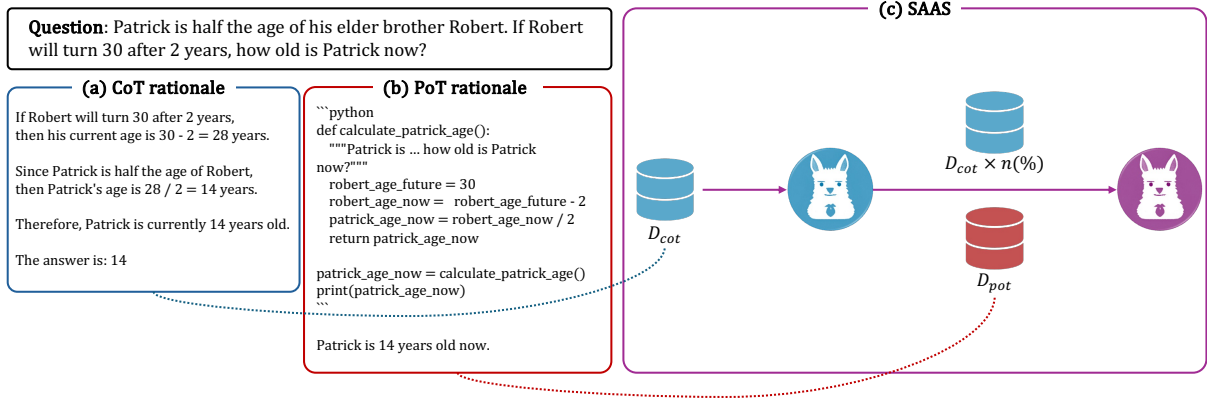 Question: Patrick is half the age of his elder brother Robert. If Robert
will turn 30 after 2 years, how old is Patrick now?
(a) CoT rationale
If Robert will turn 30 after 2 years,
then his current age is 30 - 2 = 28 years.
Since Patrick is half the age of Robert,
then Patrick's age is 28 / 2 = 14 years.
Therefore, Patrick is currently 14 years old.
The answer is: 14
(b) PoT rationale
```python
def calculate_patrick_age():
"""Patrick is ... how old is Patrick
now?"""
robert_age_future = 30
robert_age_now = robert_age_future - 2
patrick_age_now = robert_age_now / 2
return patrick_age_now
patrick_age_now = calculate_patrick_age()
print(patrick_age_now)
```
Patrick is 14 years old now.
(c) SAAS
D_cot
D_cot × n(%)
D_pot